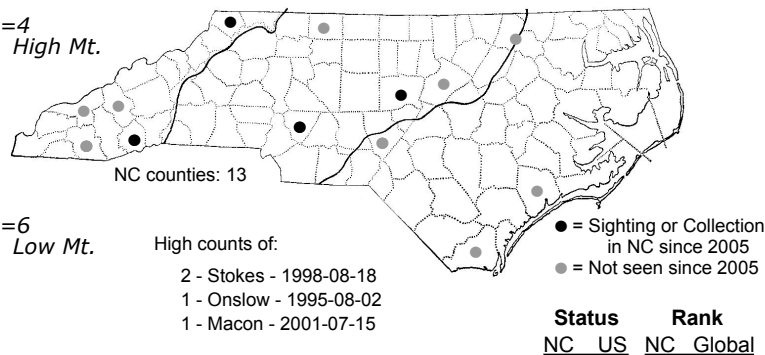 =4
High Mt.
NC counties: 13
=6
Low Mt.
High counts of:
2 - Stokes - 1998-08-18
1 - Onslow - 1995-08-02
1 - Macon - 2001-07-15
● = Sighting or Collection
in NC since 2005
● = Not seen since 2005
Status Rank
NC US NC Global